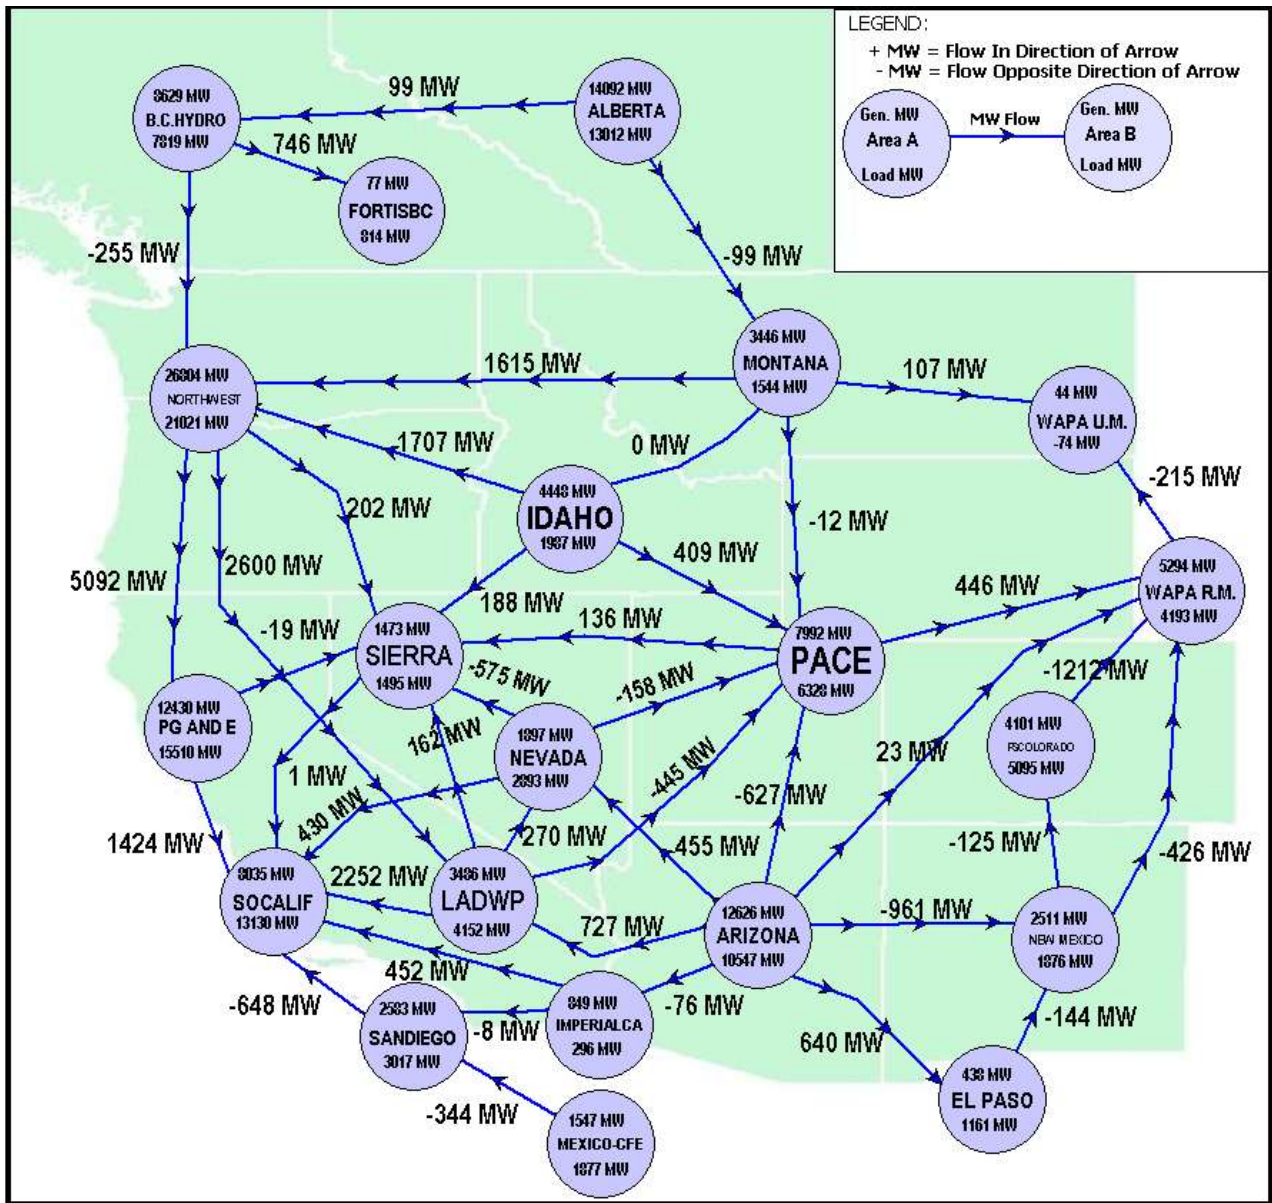 LEGEND:
+ MW = Flow In Direction of Arrow
- MW = Flow Opposite Direction of Arrow
Gen. MW
Area A
Load MW
MW Flow
Gen. MW
Area B
Load MW
8629 MW
B.C.HYDRO
7819 MW
99 MW
14092 MW
ALBERTA
13012 MW
746 MW
77 MW
FORTISBC
814 MW
-255 MW
-99 MW
3446 MW
MONTANA
1544 MW
1615 MW
107 MW
26804 MW
NORTHWEST
21021 MW
44 MW
WAPA U.M.
-74 MW
1707 MW
0 MW
-215 MW
4448 MW
IDAHO
1987 MW
202 MW
-12 MW
409 MW
2600 MW
5092 MW
446 MW
5294 MW
WAPA R.M.
4193 MW
188 MW
136 MW
-19 MW
1473 MW
SIERRA
1495 MW
7992 MW
PACE
6328 MW
-575 MW
-158 MW
-1212 MW
12430 MW
PG AND E
15510 MW
162 MW
1897 MW
NEVADA
2893 MW
4101 MW
PSCOLORADO
5095 MW
23 MW
1 MW
-445 MW
-627 MW
430 MW
270 MW
-455 MW
-125 MW
-426 MW
1424 MW
8035 MW
SOCALIF
13130 MW
2252 MW
3486 MW
LADWP
4152 MW
727 MW
12626 MW
ARIZONA
10547 MW
-961 MW
2511 MW
NEW MEXICO
1876 MW
452 MW
-648 MW
2583 MW
SANDIEGO
3017 MW
-8 MW
849 MW
IMPERIALCA
296 MW
-76 MW
640 MW
-144 MW
438 MW
EL PASO
1161 MW
-344 MW
1547 MW
MEXICO-CFE
1877 MW